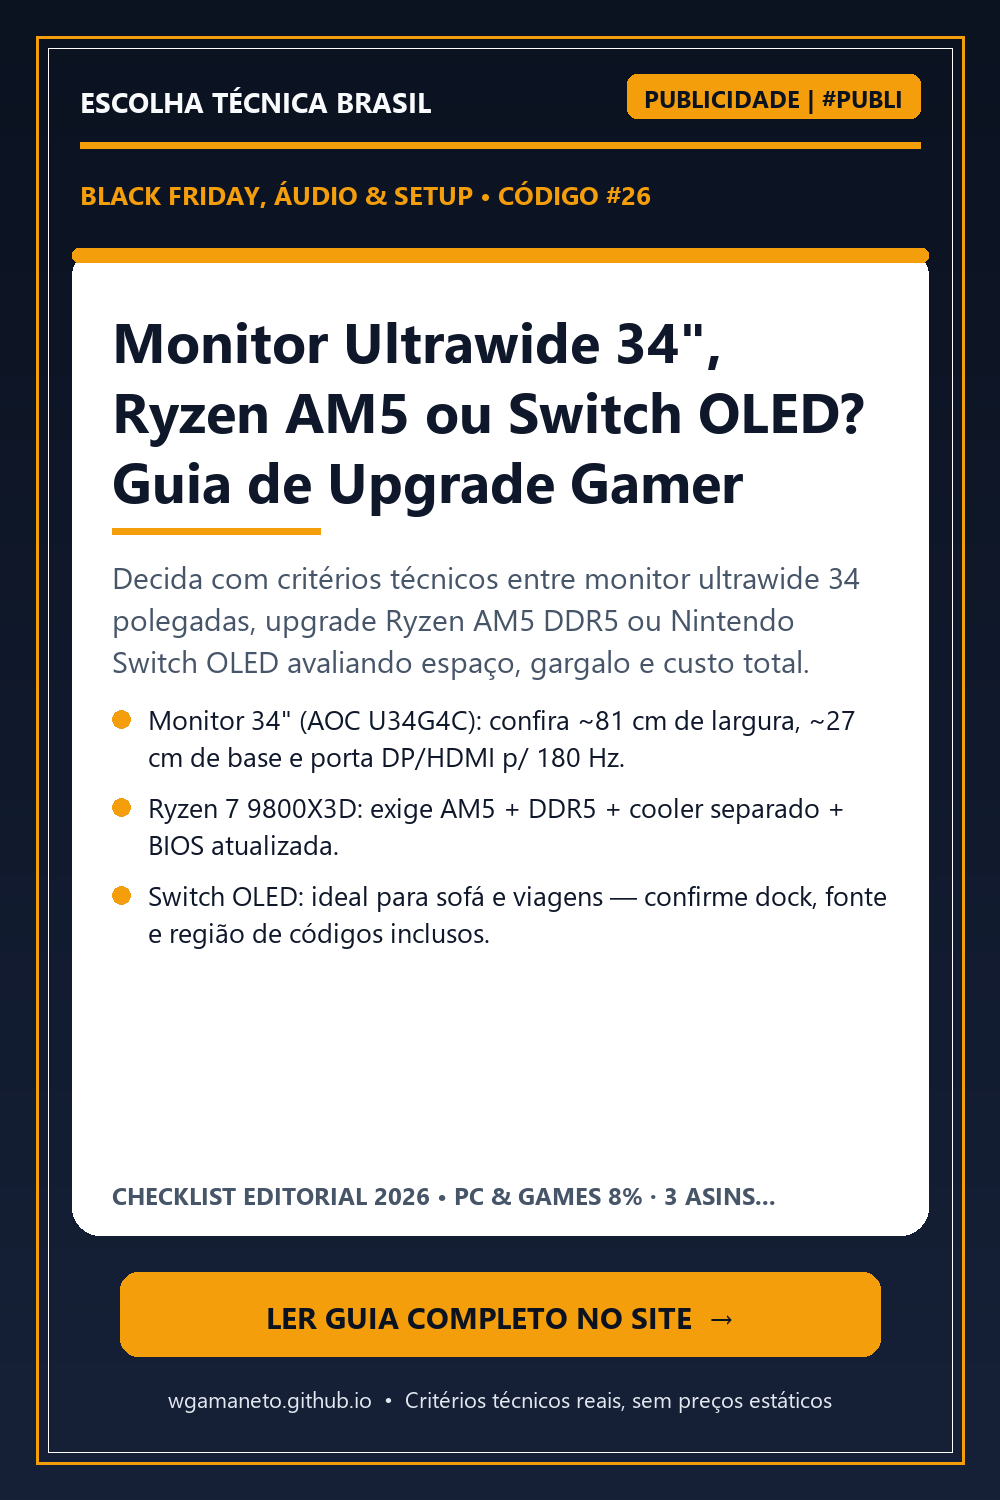 ESCOLHA TÉCNICA BRASIL
PUBLICIDADE | #PUBLI
BLACK FRIDAY, ÁUDIO & SETUP • CÓDIGO #26
Monitor Ultrawide 34",
Ryzen AM5 ou Switch OLED?
Guia de Upgrade Gamer
Decida com critérios técnicos entre monitor ultrawide 34
polegadas, upgrade Ryzen AM5 DDR5 ou Nintendo
Switch OLED avaliando espaço, gargalo e custo total.
Monitor 34" (AOC U34G4C): confira ~81 cm de largura, ~27
cm de base e porta DP/HDMI p/ 180 Hz.
Ryzen 7 9800X3D: exige AM5 + DDR5 + cooler separado +
BIOS atualizada.
Switch OLED: ideal para sofá e viagens — confirme dock, fonte
e região de códigos inclusos.
CHECKLIST EDITORIAL 2026 • PC & GAMES 8% · 3 ASINS...
LER GUIA COMPLETO NO SITE →
wgamaneto.github.io • Critérios técnicos reais, sem preços estáticos